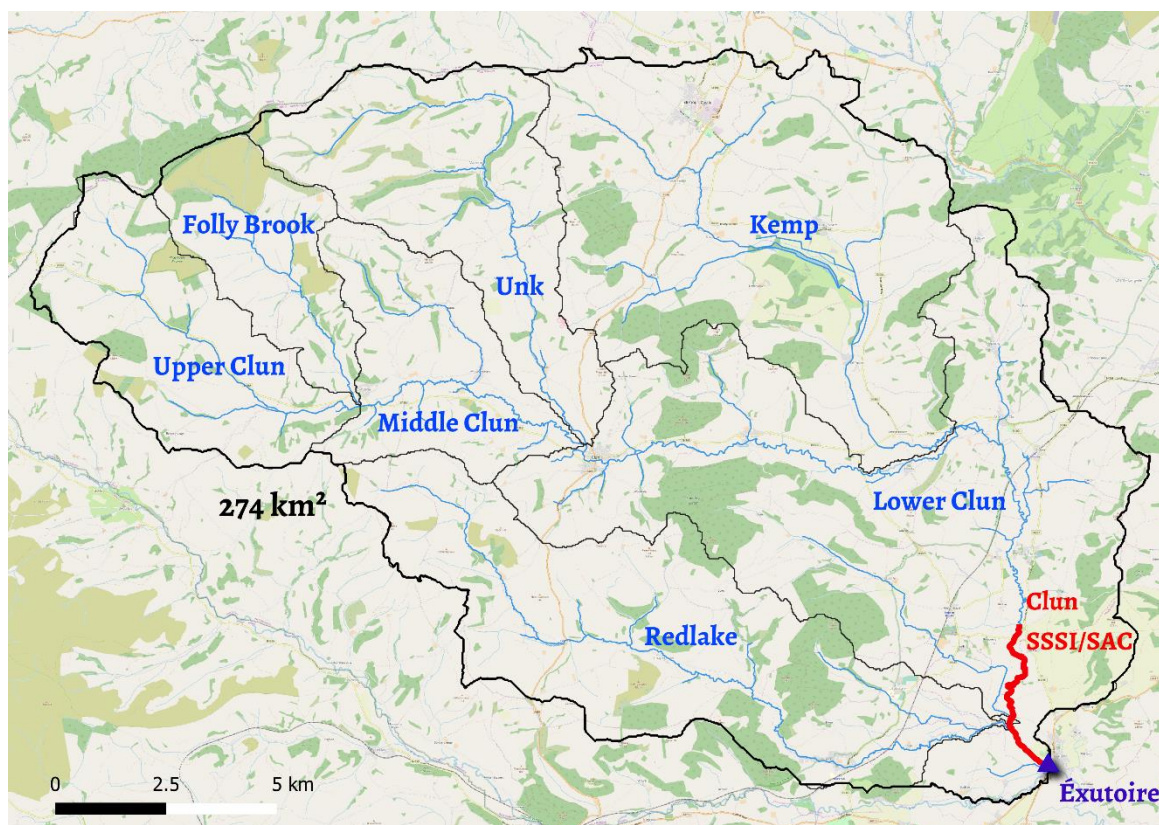 Folly Brook
Kemp
Unk
Upper Clun
Middle Clun
274 km²
Lower Clun
Clun
SSSI/SAC
Redlake
0 2.5 5 km
Éxutoire